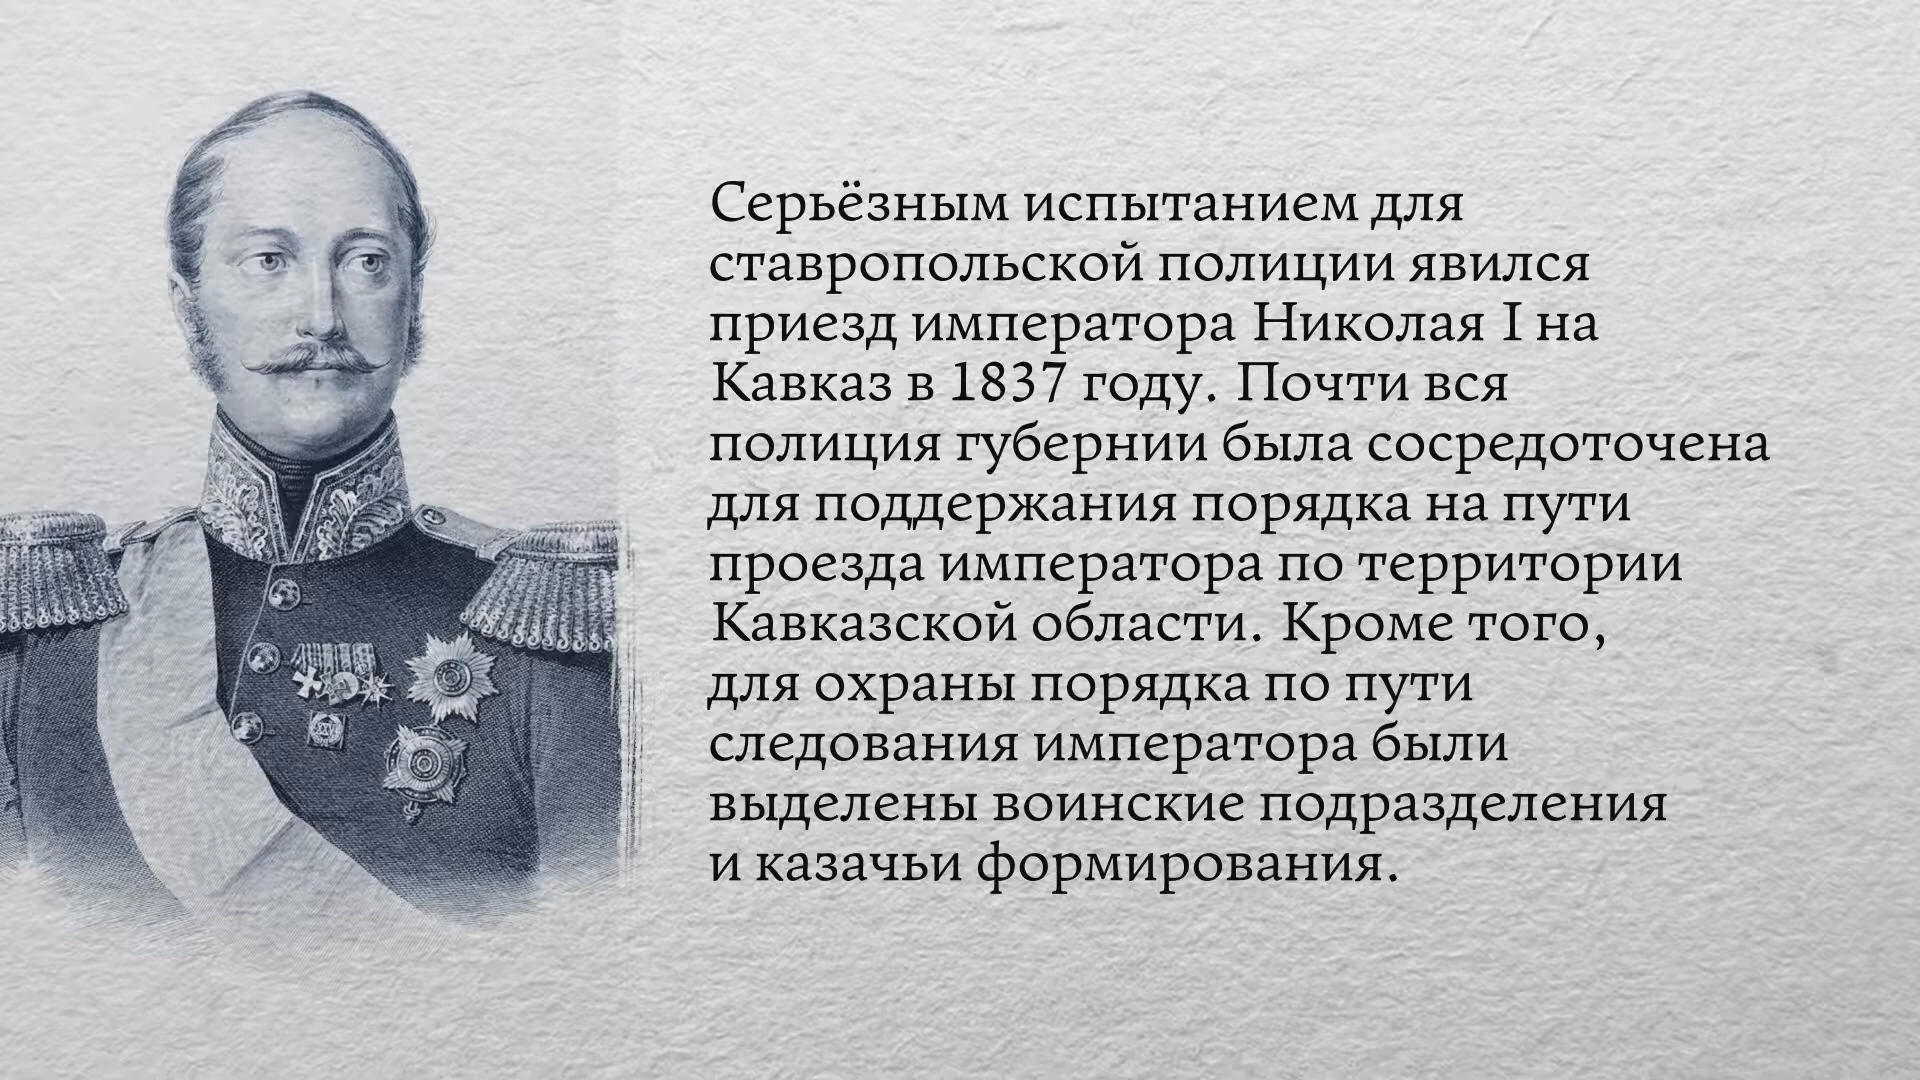 Серьёзным испытанием для
ставропольской полиции явился
приезд императора Николая I на
Кавказ в 1837 году. Почти вся
полиция губернии была сосредоточена
для поддержания порядка на пути
проезда императора по территории
Кавказской области. Кроме того,
для охраны порядка по пути
следования императора были
выделены воинские подразделения
и казачьи формирования.